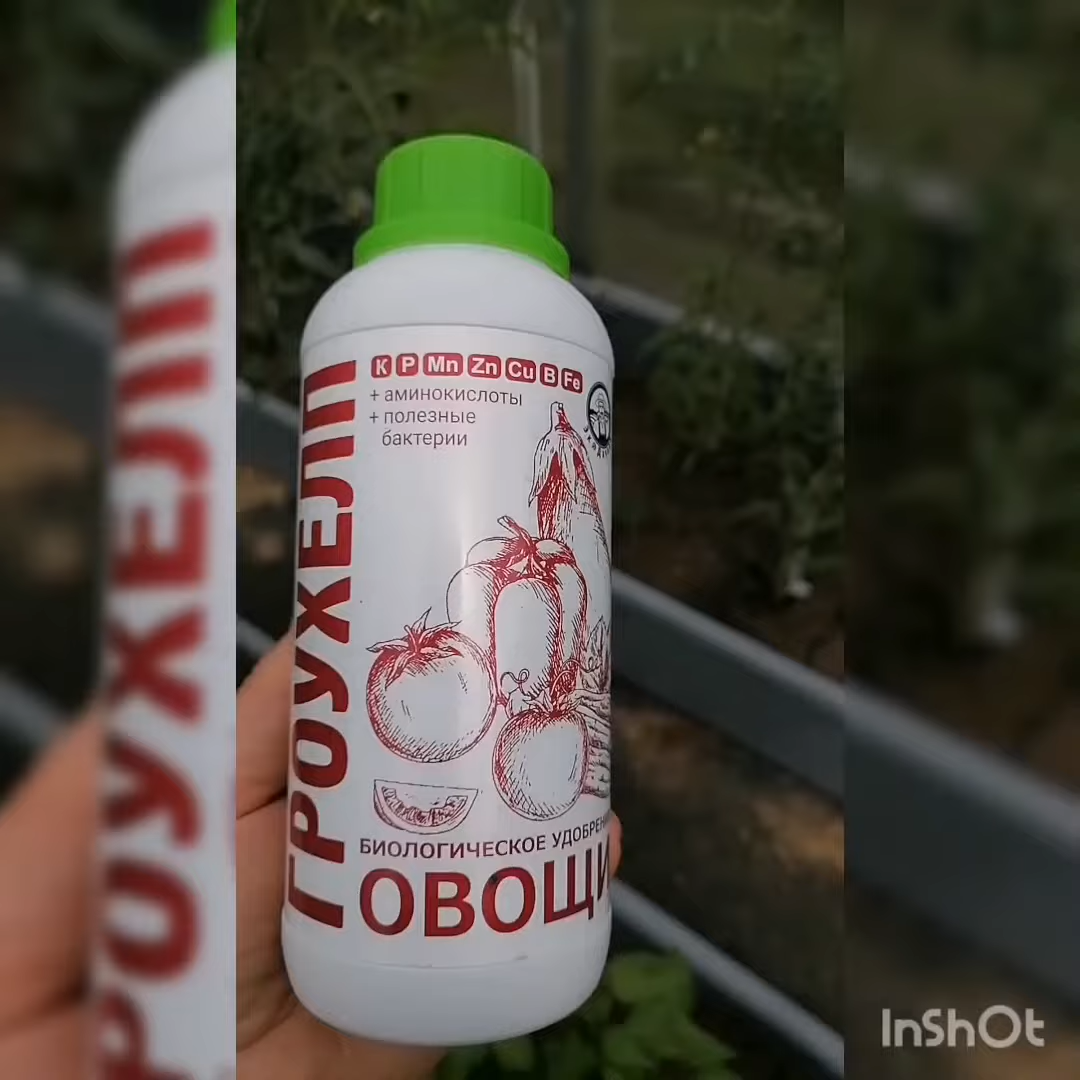 ГРОУХЕЛП
K P Mn Zn Cu B Fe
+ аминокислоты
+ полезные
бактерии
БИОЛОГИЧЕСКОЕ УДОБРЕН
ОВОЩИ
InShOt